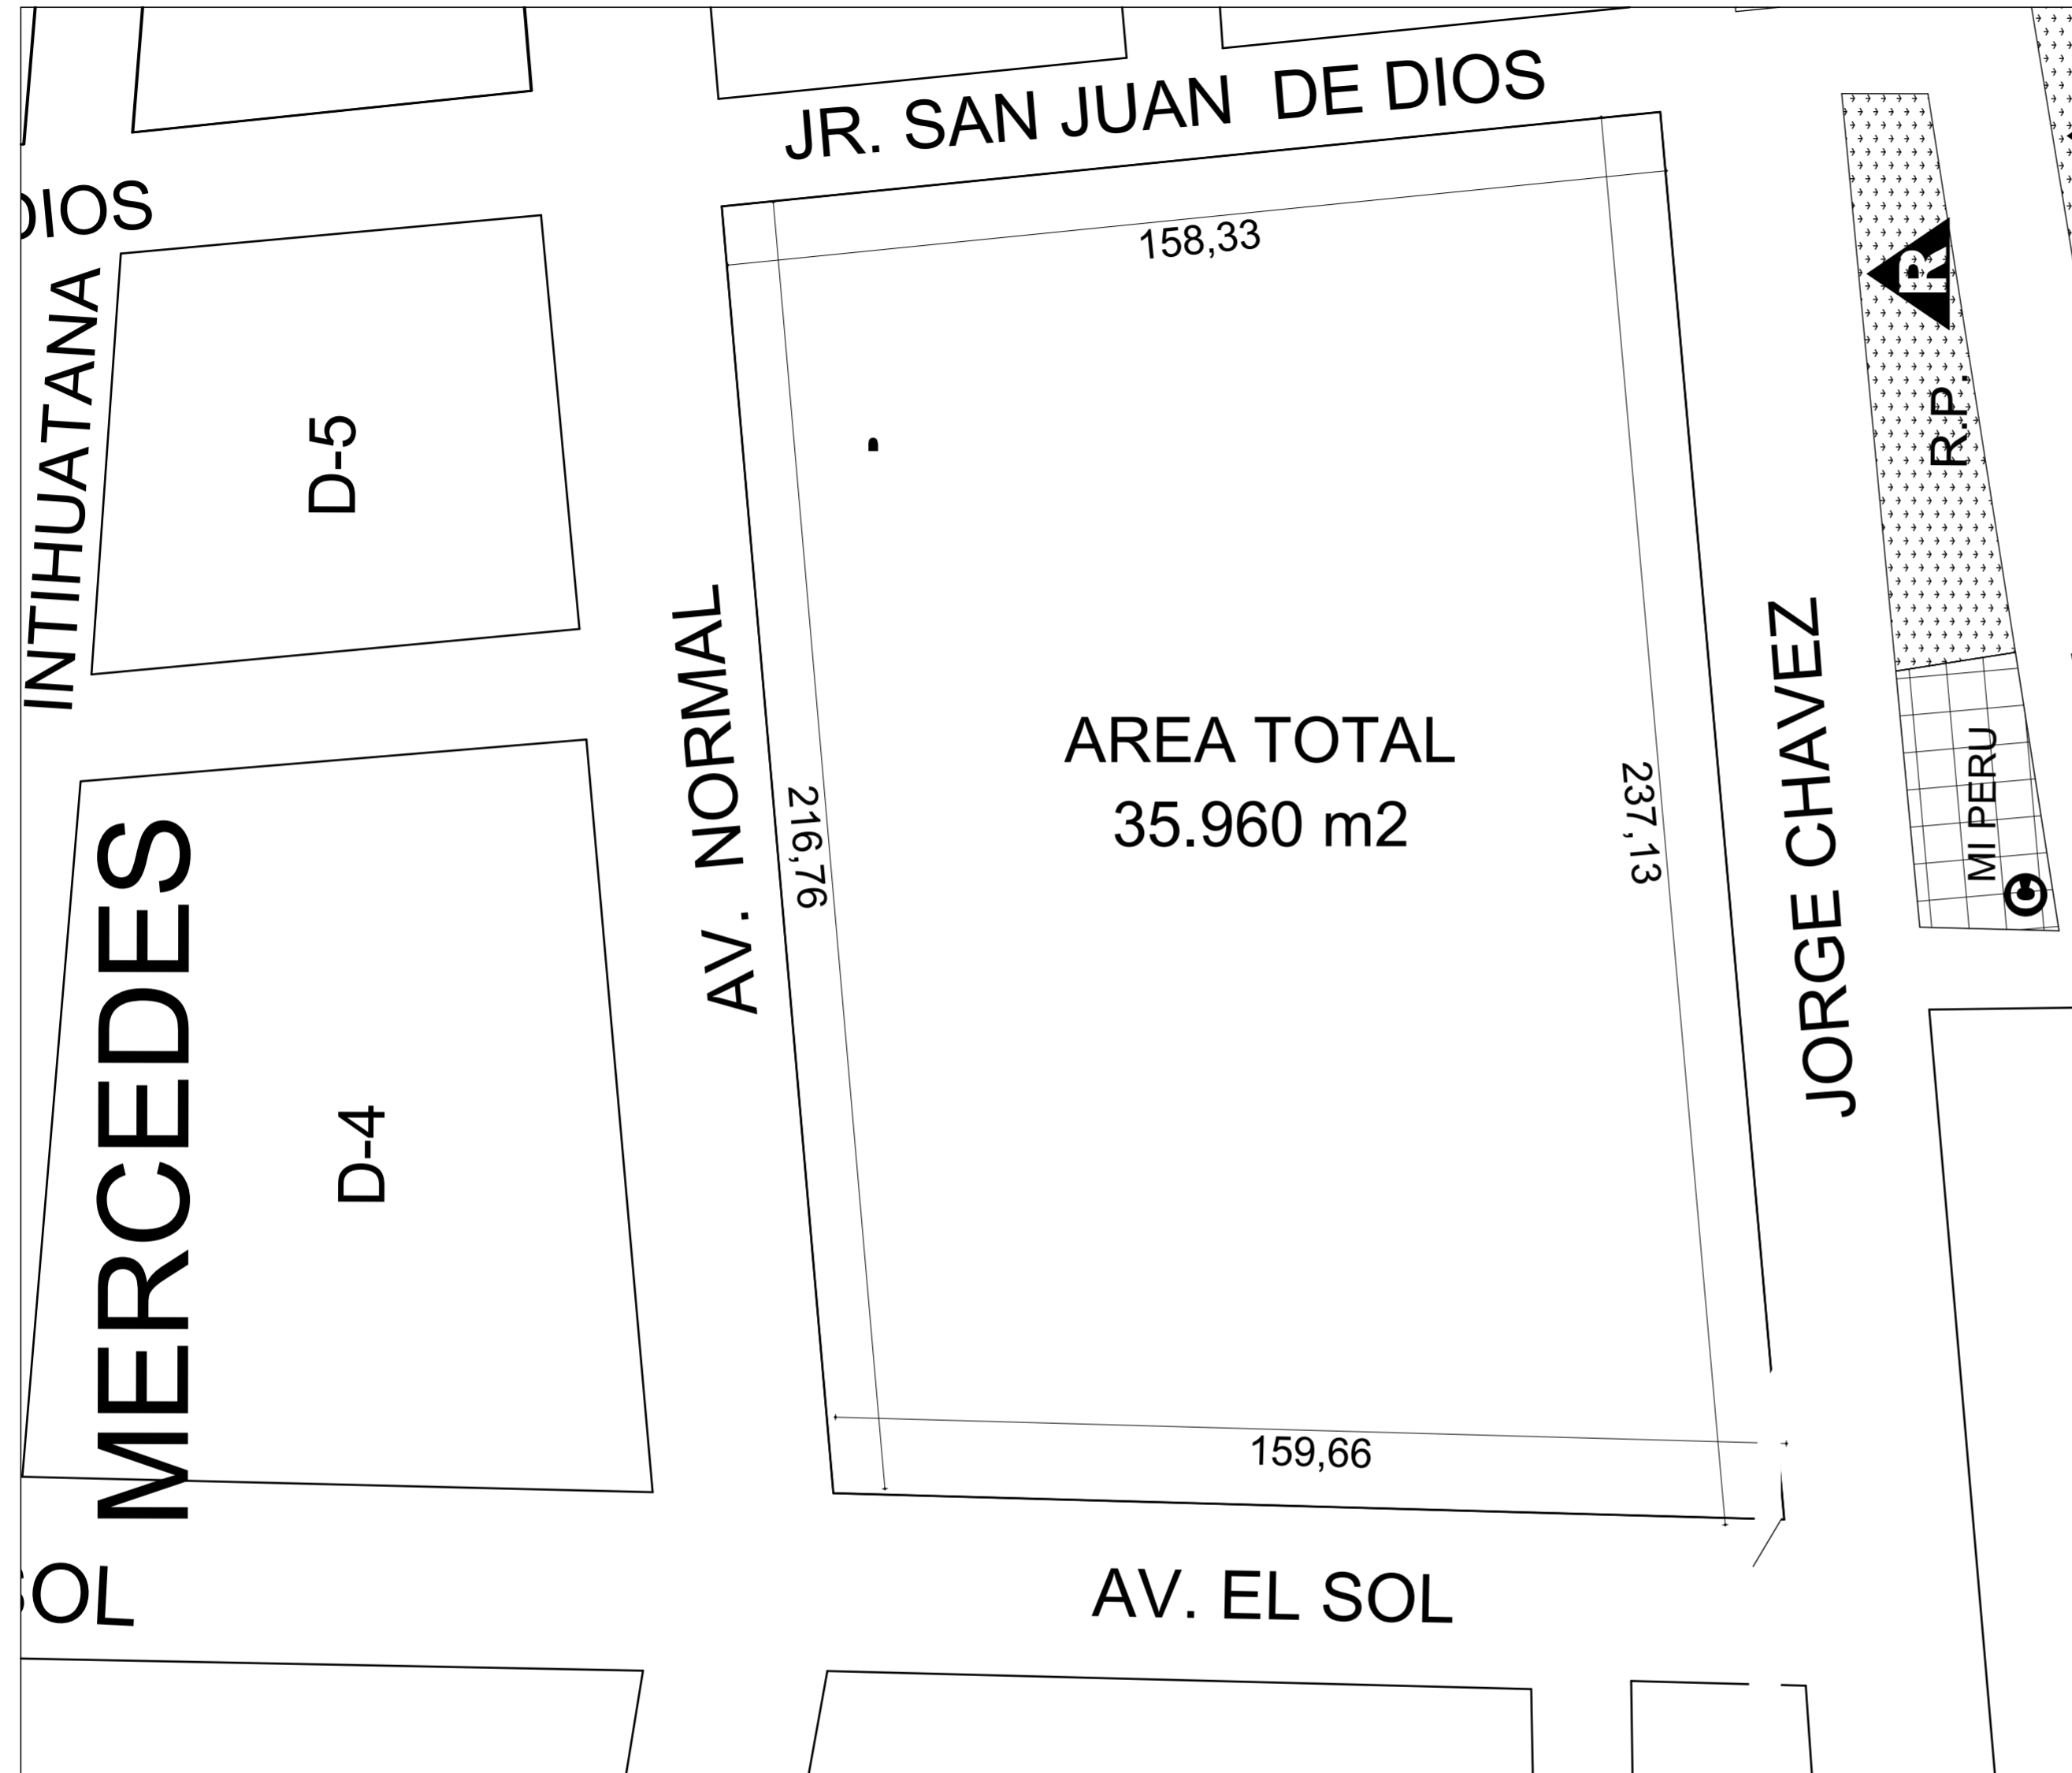 JR. SAN JUAN DE DIOS
DIOS
INTIHUATANA
D-5
158,33
R
R.P.
AV. NORMAL
216,76
AREA TOTAL
35.960 m2
237,13
JORGE CHAVEZ
MI PERU
C
MERCEDES
D-4
159,66
SOL
AV. EL SOL